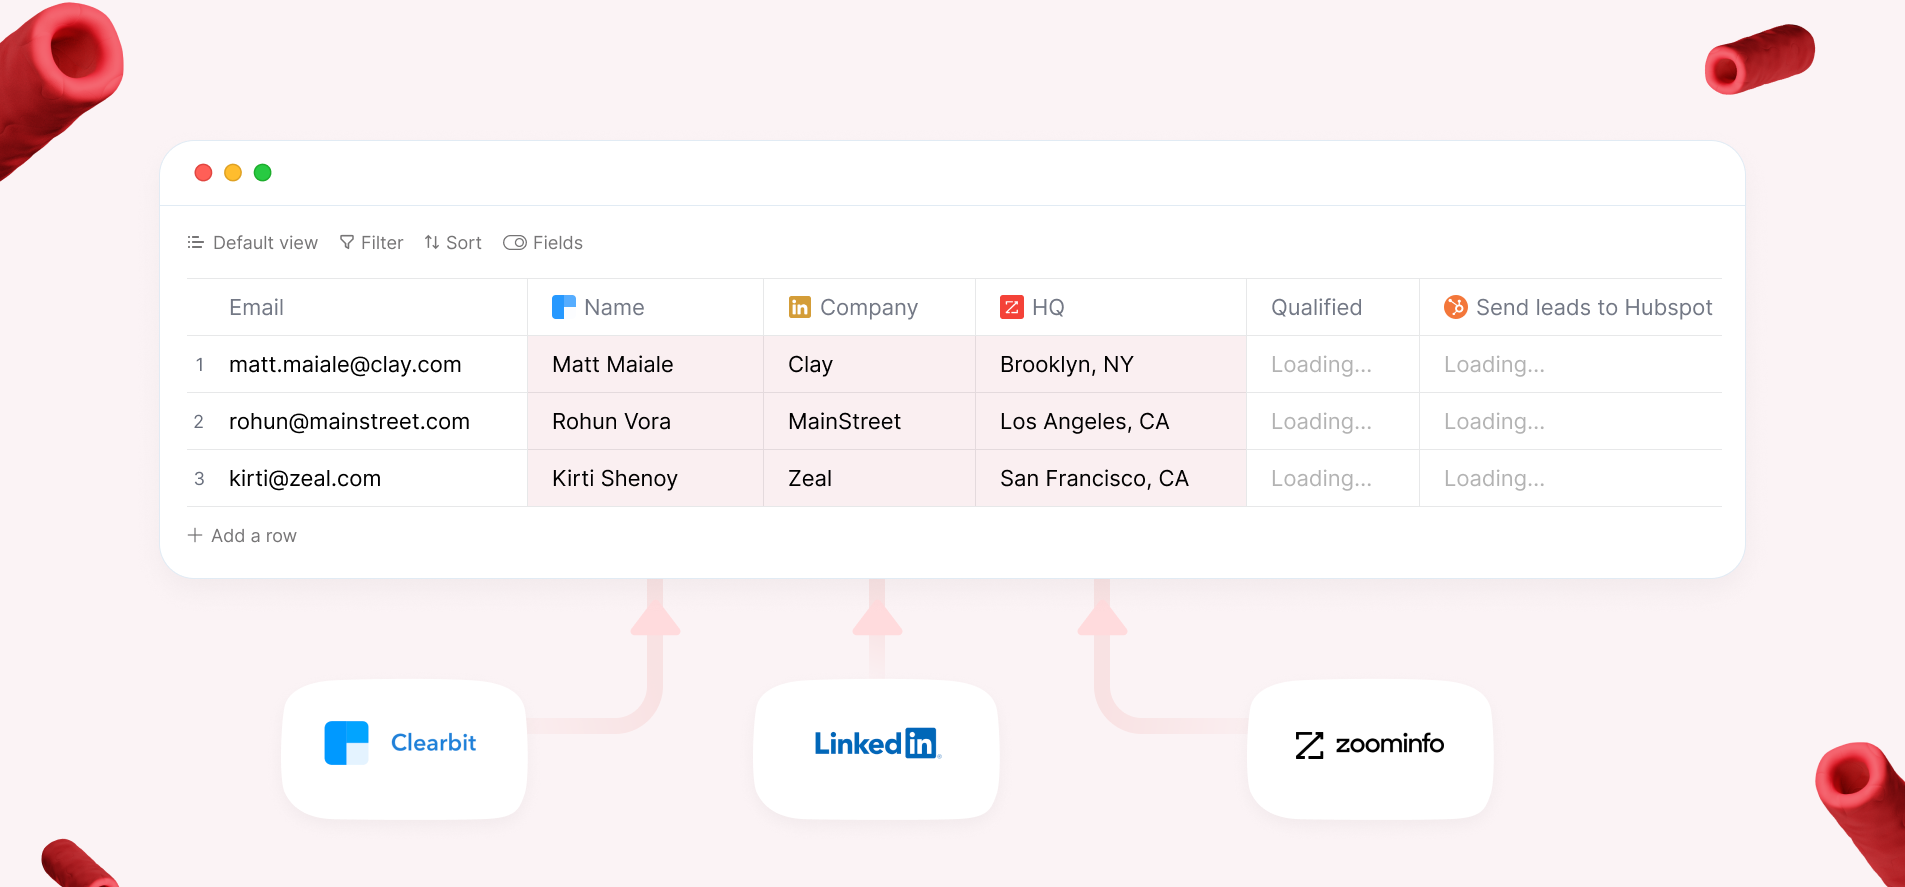 Default view Filter Sort Fields
Email Name in Company HQ Qualified Send leads to Hubspot
1 matt.maiale@clay.com Matt Maiale Clay Brooklyn, NY Loading... Loading...
2 rohun@mainstreet.com Rohun Vora MainStreet Los Angeles, CA Loading... Loading...
3 kirti@zeal.com Kirti Shenoy Zeal San Francisco, CA Loading... Loading...
+ Add a row
Clearbit LinkedIn® zoominfo